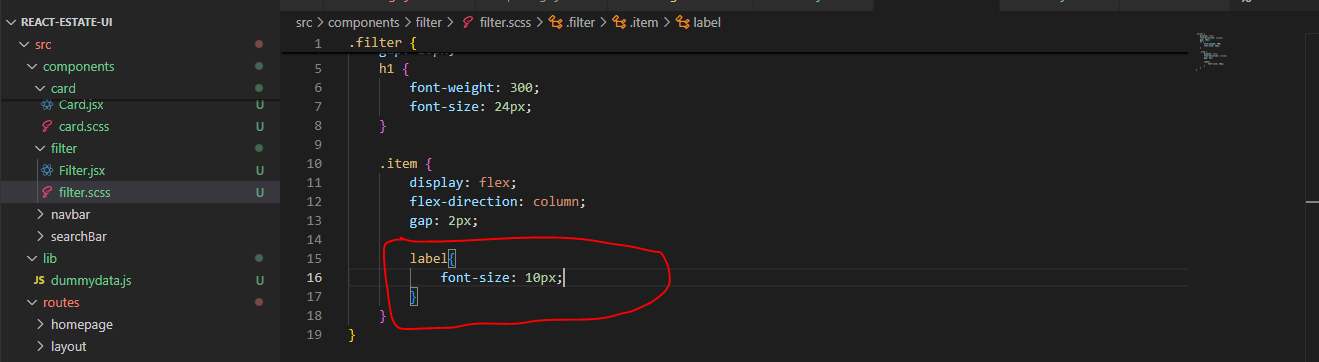 REACT-ESTATE-UI
src
components
card
Card.jsx U
card.scss U
filter
Filter.jsx U
filter.scss U
navbar
searchBar
lib
JS dummydata.js U
routes
homepage
layout
src > components > filter > filter.scss > .filter > .item > label
1 .filter {
5 h1 {
6 font-weight: 300;
7 font-size: 24px;
8 }
9
10 .item {
11 display: flex;
12 flex-direction: column;
13 gap: 2px;
14
15 label{
16 font-size: 10px;
17 }
18 }
19 }